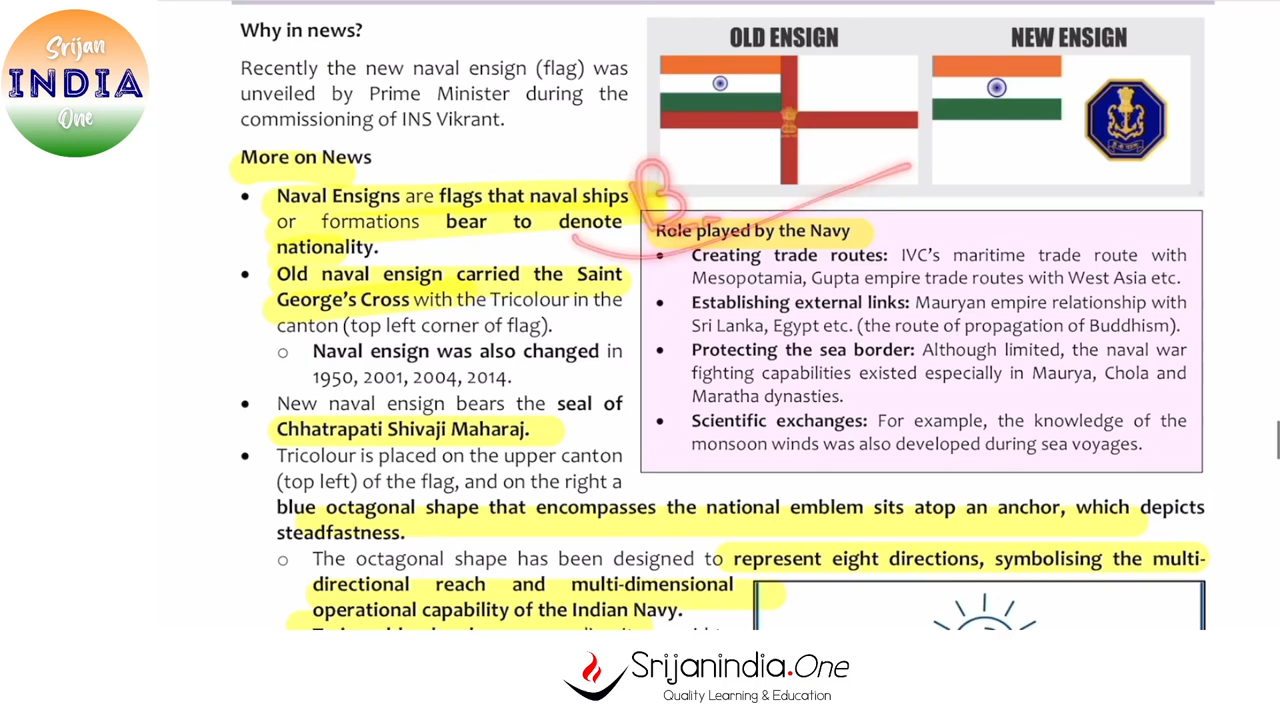 Srijan
INDIA
One
Why in news?
Recently the new naval ensign (flag) was
unveiled by Prime Minister during the
commissioning of INS Vikrant.
More on News
• Naval Ensigns are flags that naval ships
or formations bear to denote
nationality.
• Old naval ensign carried the Saint
George's Cross with the Tricolour in the
canton (top left corner of flag).
o Naval ensign was also changed in
1950, 2001, 2004, 2014.
• New naval ensign bears the seal of
Chhatrapati Shivaji Maharaj.
• Tricolour is placed on the upper canton
(top left) of the flag, and on the right a
blue octagonal shape that encompasses the national emblem sits atop an anchor, which depicts
steadfastness.
o The octagonal shape has been designed to represent eight directions, symbolising the multi-
directional reach and multi-dimensional
operational capability of the Indian Navy.
OLD ENSIGN
NEW ENSIGN
Role played by the Navy
• Creating trade routes: IVC's maritime trade route with
Mesopotamia, Gupta empire trade routes with West Asia etc.
• Establishing external links: Mauryan empire relationship with
Sri Lanka, Egypt etc. (the route of propagation of Buddhism).
• Protecting the sea border: Although limited, the naval war
fighting capabilities existed especially in Maurya, Chola and
Maratha dynasties.
• Scientific exchanges: For example, the knowledge of the
monsoon winds was also developed during sea voyages.
Srijanindia.One
Quality Learning & Education